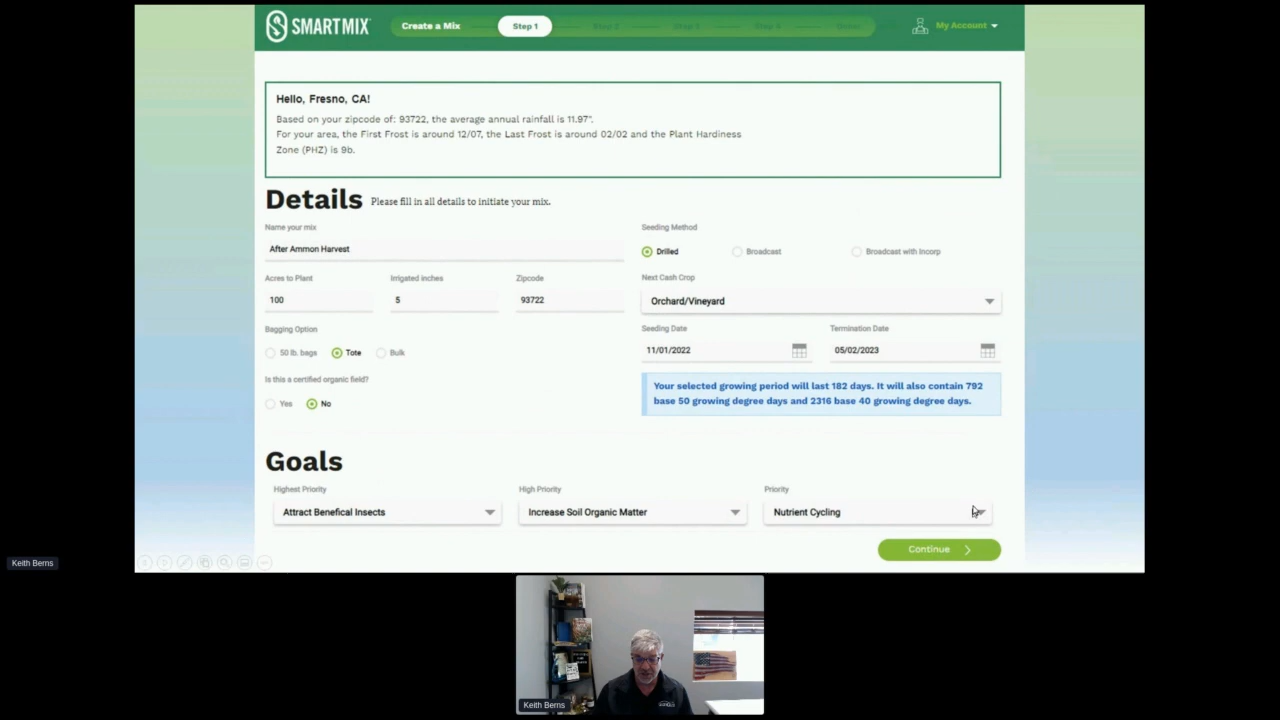 SMARTMIX
Create a Mix
Step 1
Step 2
Step 3
Step 4
My Account
Hello, Fresno, CA!
Based on your zipcode of: 93722, the average annual rainfall is 11.97".
For your area, the First Frost is around 12/07, the Last Frost is around 02/02 and the Plant Hardiness
Zone (PHZ) is 9b.
Details Please fill in all details to initiate your mix.
Name your mix
After Ammon Harvest
Seeding Method
Drilled Broadcast Broadcast with Incorp
Acres to Plant Irrigated inches Zipcode
100 5 93722
Next Cash Crop
Orchard/Vineyard
Bagging Option
50 lb. bags Tote Bulk
Seeding Date Termination Date
11/01/2022 05/02/2023
Is this a certified organic field?
Yes No
Your selected growing period will last 182 days. It will also contain 792
base 50 growing degree days and 2316 base 40 growing degree days.
Goals
Highest Priority High Priority Priority
Attract Benefical Insects Increase Soil Organic Matter Nutrient Cycling
Continue
Keith Berns
Keith Berns